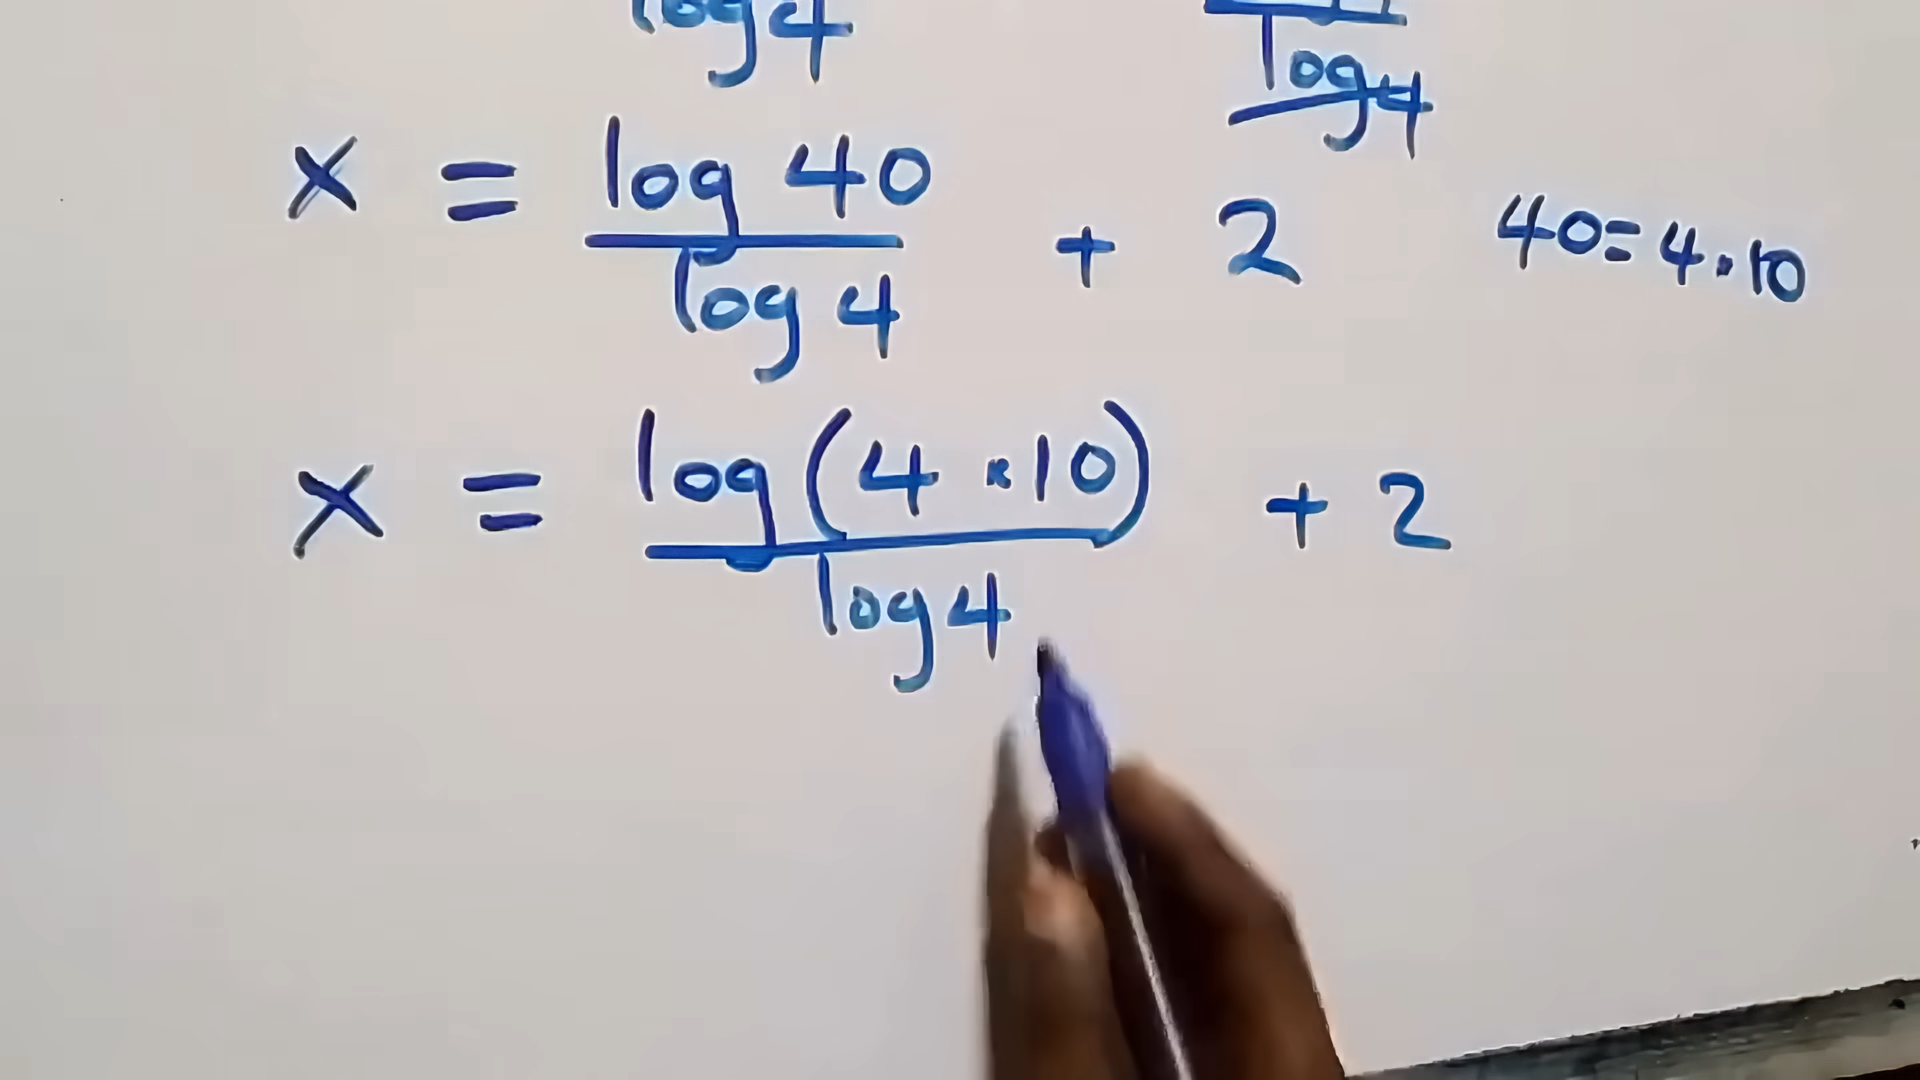 log 4
log 4
x = log 40 / log 4 + 2
40 = 4 · 10
x = log (4 · 10) / log 4 + 2